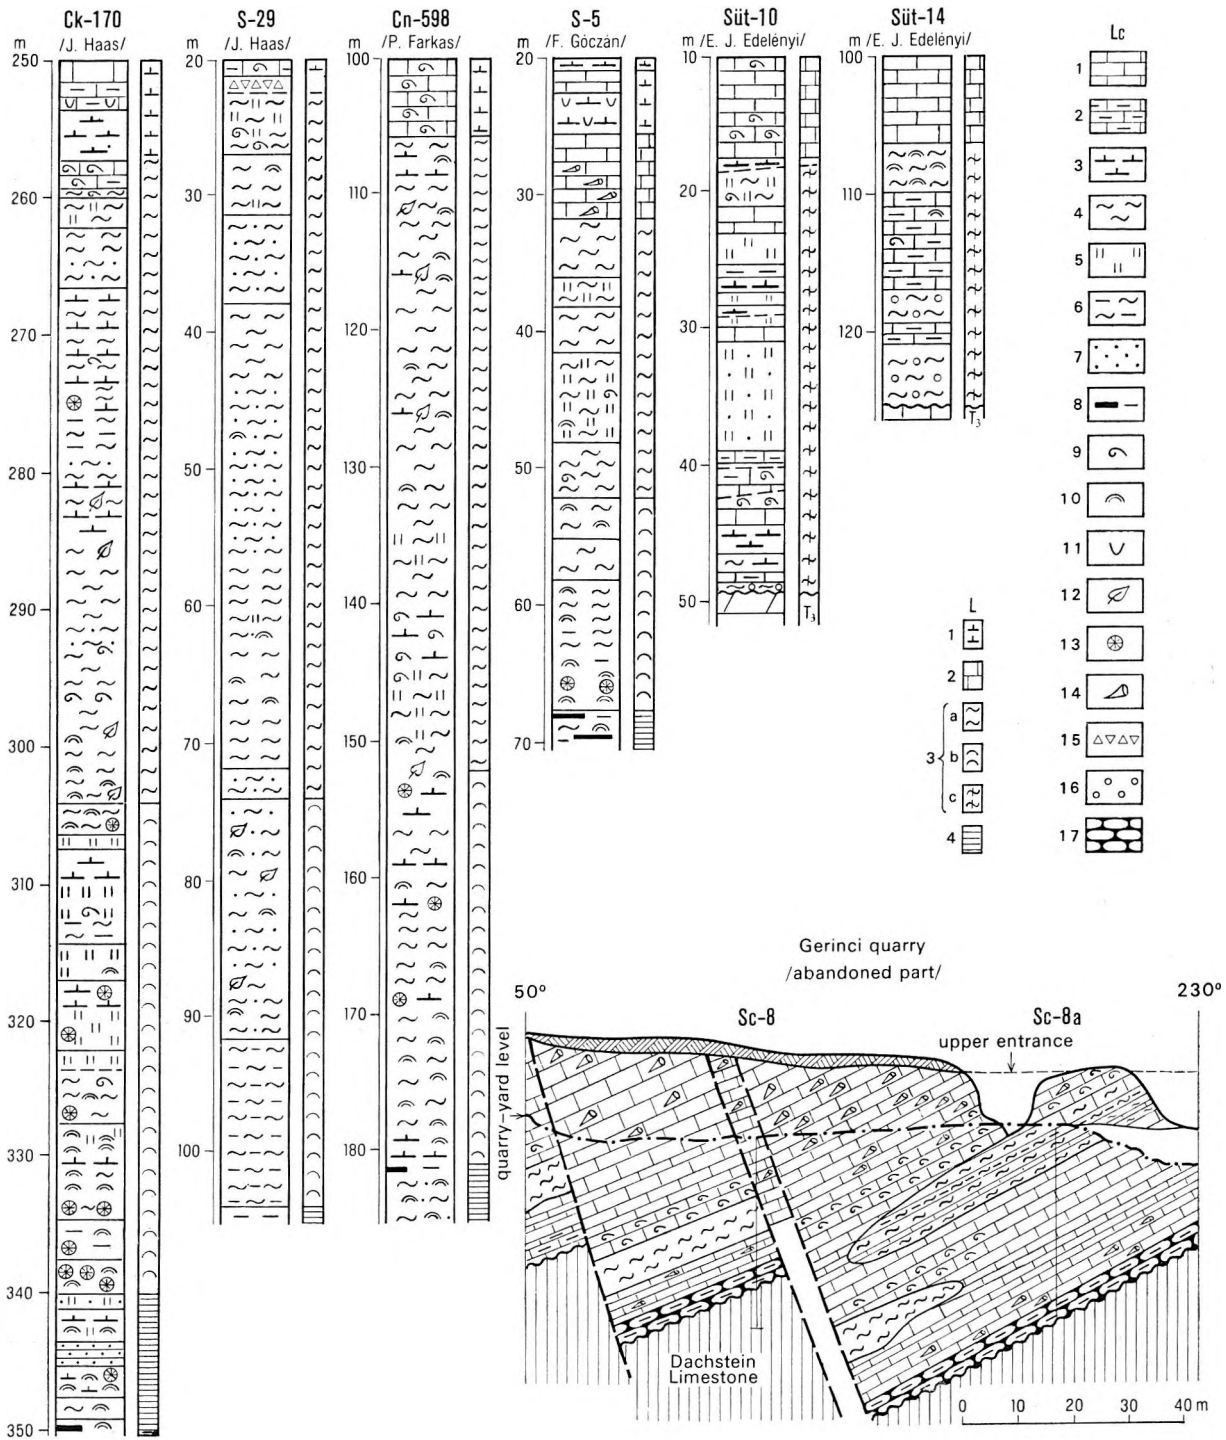 Ck-170
/J. Haas/
m
250
260
270
280
290
300
310
320
330
340
350
S-29
/J. Haas/
m
20
30
40
50
60
70
80
90
100
Cn-598
/P. Farkas/
m
100
110
120
130
140
150
160
170
180
S-5
/F. Góczán/
m
20
30
40
50
60
70
Süt-10
m /E. J. Edelényi/
10
20
30
40
50
T3
Süt-14
m /E. J. Edelényi/
100
110
120
T3
L
1
2
3 a
b
c
4
Lc
1
2
3
4
5
6
7
8
9
10
11
12
13
14
15
16
17
Gerinci quarry
/abandoned part/
50°
230°
Sc-8
Sc-8a
upper entrance
quarry-yard level
Dachstein
Limestone
0 10 20 30 40 m